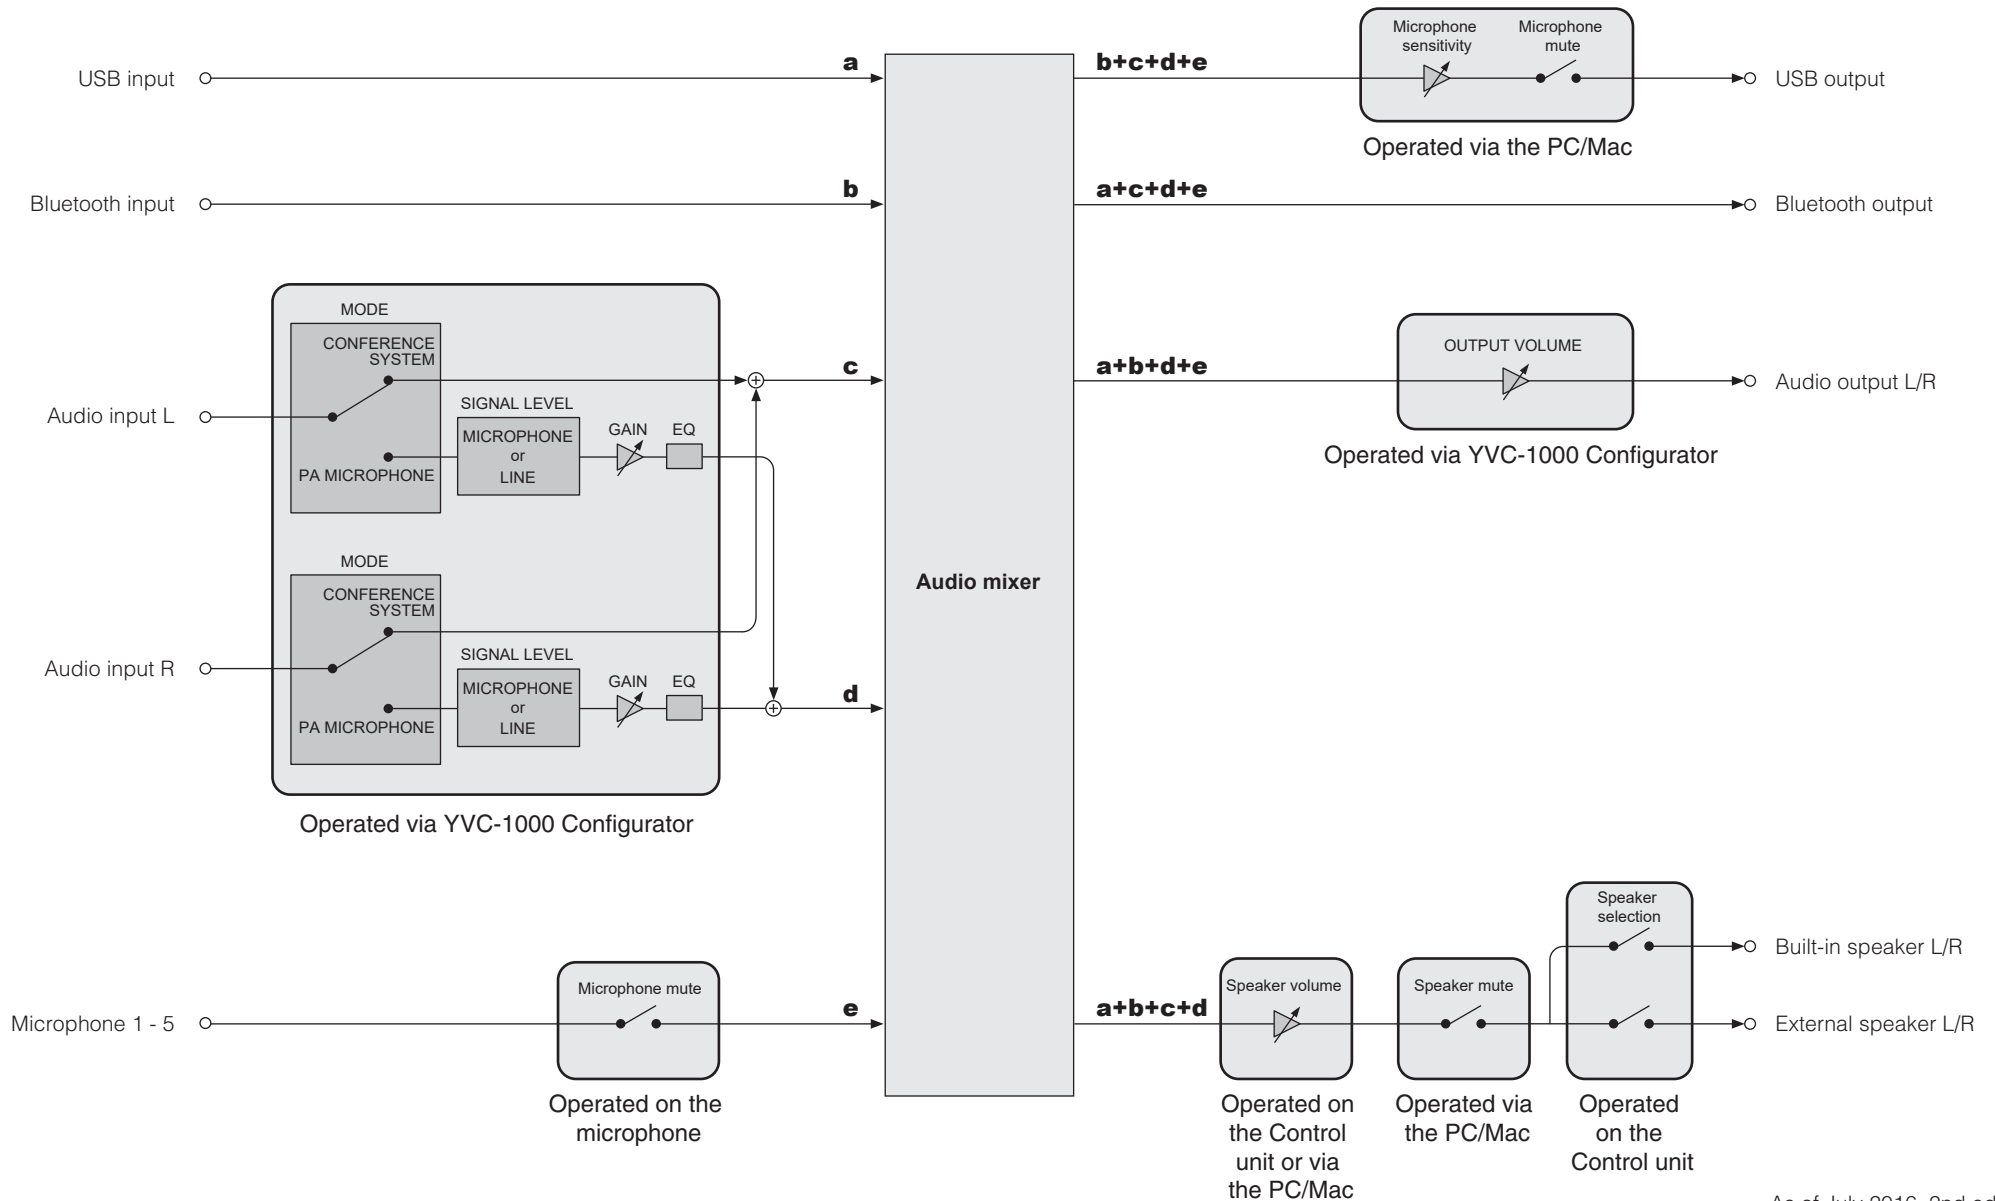 Microphone sensitivity
Microphone mute
USB input
a
b+c+d+e
USB output
Operated via the PC/Mac
Bluetooth input
b
a+c+d+e
Bluetooth output
MODE
CONFERENCE
SYSTEM
PA MICROPHONE
Audio input L
SIGNAL LEVEL
MICROPHONE
or
LINE
GAIN
EQ
c
a+b+d+e
OUTPUT VOLUME
Audio output L/R
Operated via YVC-1000 Configurator
MODE
CONFERENCE
SYSTEM
PA MICROPHONE
Audio input R
SIGNAL LEVEL
MICROPHONE
or
LINE
GAIN
EQ
d
Audio mixer
Operated via YVC-1000 Configurator
Microphone 1 - 5
Microphone mute
e
Operated on the
microphone
a+b+c+d
Speaker volume
Operated on
the Control
unit or via
the PC/Mac
Speaker mute
Operated via
the PC/Mac
Speaker
selection
Operated
on the
Control unit
Built-in speaker L/R
External speaker L/R